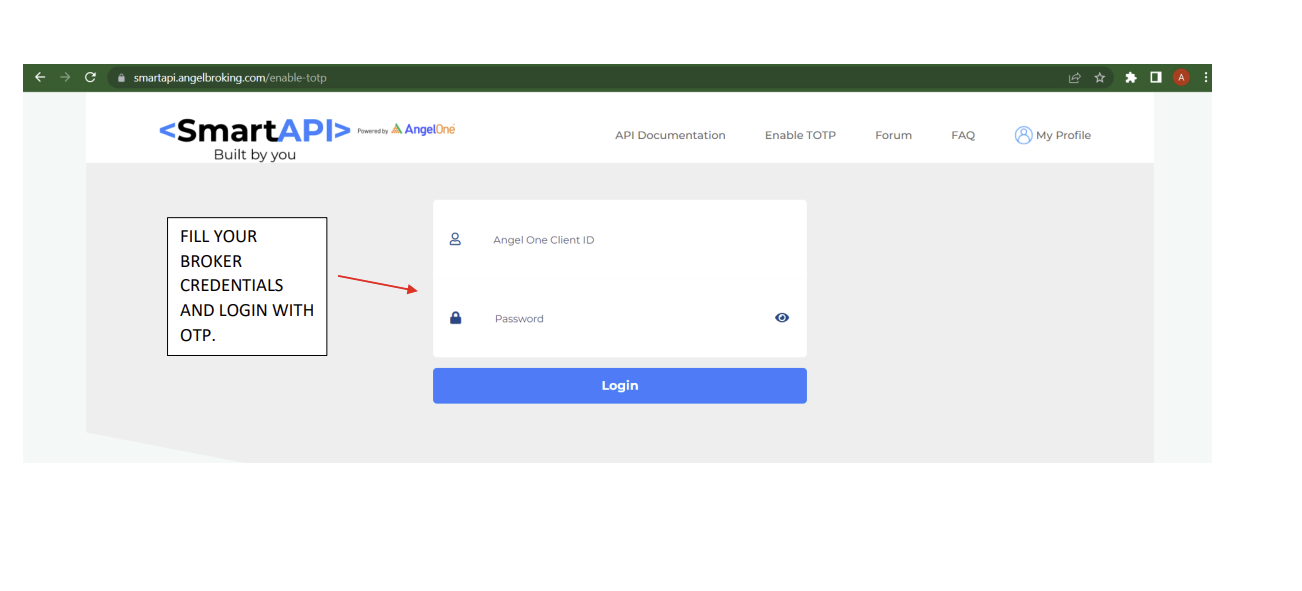 smartapi.angelbroking.com/enable-totp
A
<SmartAPI> Powered by AngelOne
Built by you
API Documentation Enable TOTP Forum FAQ My Profile
FILL YOUR
BROKER
CREDENTIALS
AND LOGIN WITH
OTP.
Angel One Client ID
Password
Login